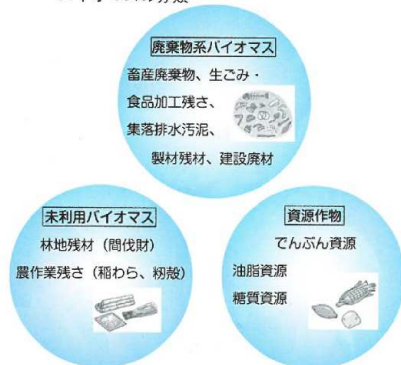 廃棄物系バイオマス
畜産廃棄物、生ごみ・
食品加工残さ、
集落排水汚泥、
製材残材、建設廃材
未利用バイオマス
林地残材（間伐財）
農作業残さ（稲わら、籾殻）
資源作物
でんぷん資源
油脂資源
糖質資源